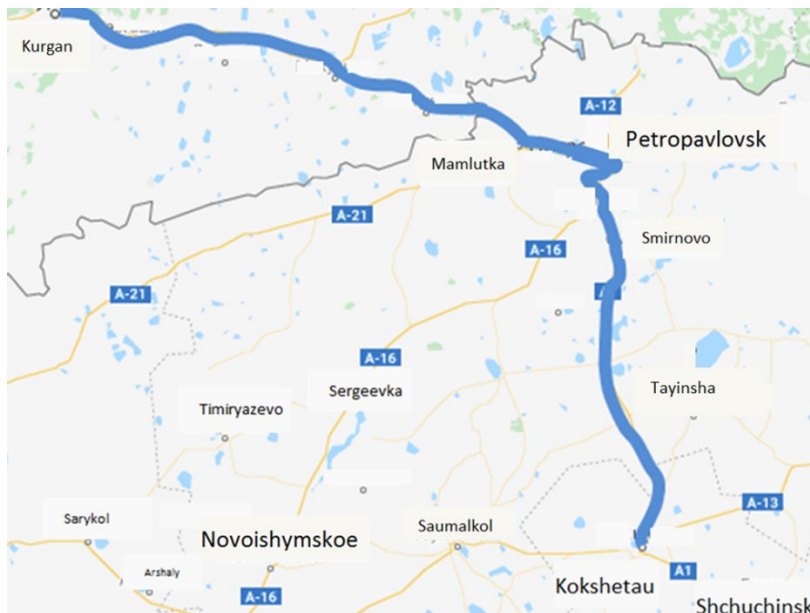 Kurgan
A-12
Petropavlovsk
Mamlutka
A-21
Smirnovo
A-16
A-21
A-16
Sergeevka
Tayinsha
Timiryazevo
A-13
Sarykol
Novoishymskoe
Saumalkol
Arshaly
A1
A-16
Kokshetau
Shchuchinsk